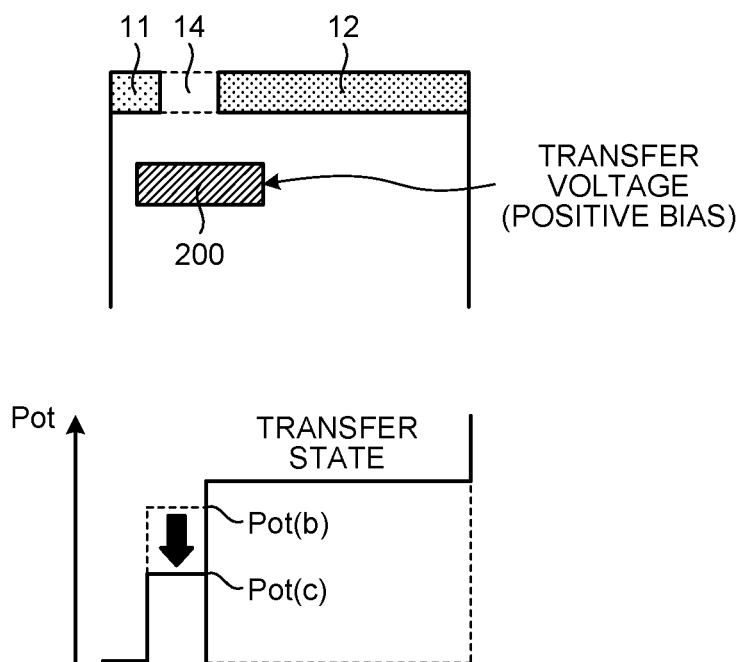 11 14 12
TRANSFER
VOLTAGE
(POSITIVE BIAS)
200
Pot
TRANSFER
STATE
Pot(b)
Pot(c)